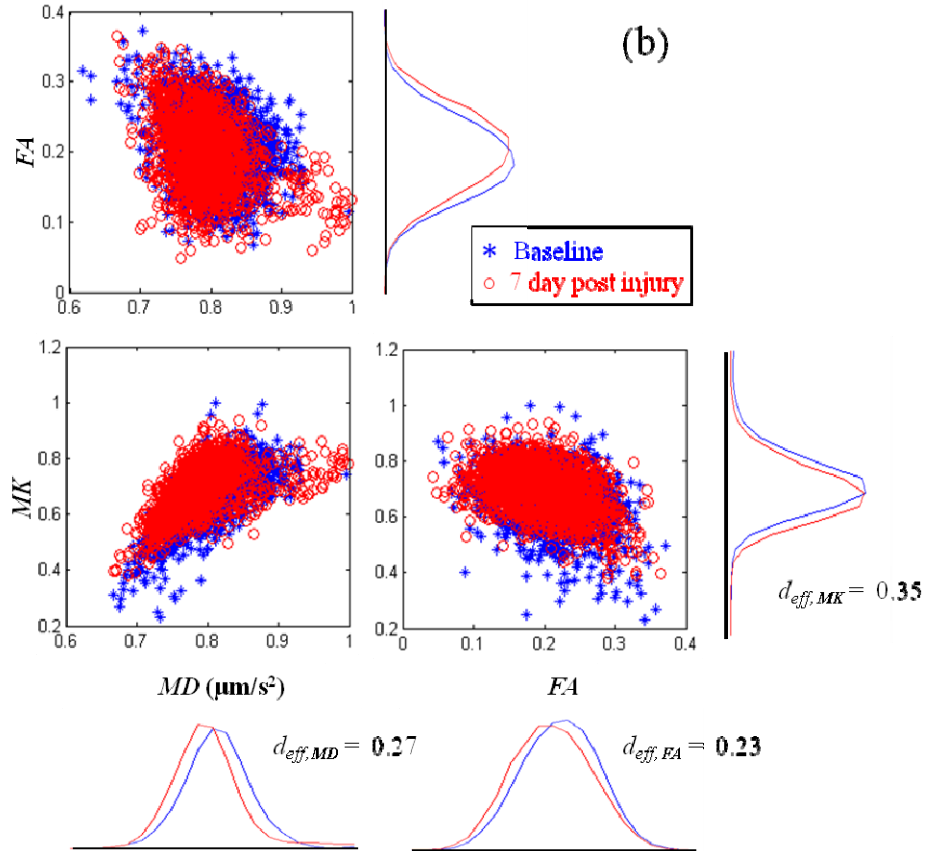 (b)
0.4
0.3
0.2
0.1
0
FA
0.6 0.7 0.8 0.9 1
* Baseline
○ 7 day post injury
1.2
1
0.8
0.6
0.4
0.2
MK
0.6 0.7 0.8 0.9 1
MD (μm/s²)
1.2
1
0.8
0.6
0.4
0.2
0 0.1 0.2 0.3 0.4
FA
d eff,MK = 0.35
d eff,MD = 0.27
d eff,FA = 0.23